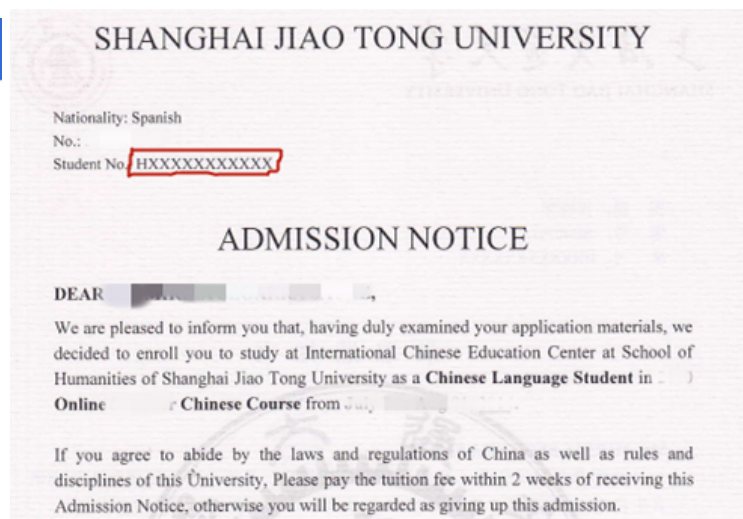 SHANGHAI JIAO TONG UNIVERSITY
Nationality: Spanish
No.:
Student No. HXXXXXXXXXXX
ADMISSION NOTICE
DEAR ,
We are pleased to inform you that, having duly examined your application materials, we
decided to enroll you to study at International Chinese Education Center at School of
Humanities of Shanghai Jiao Tong University as a Chinese Language Student in
Online Chinese Course from
If you agree to abide by the laws and regulations of China as well as rules and
disciplines of this University, Please pay the tuition fee within 2 weeks of receiving this
Admission Notice, otherwise you will be regarded as giving up this admission.